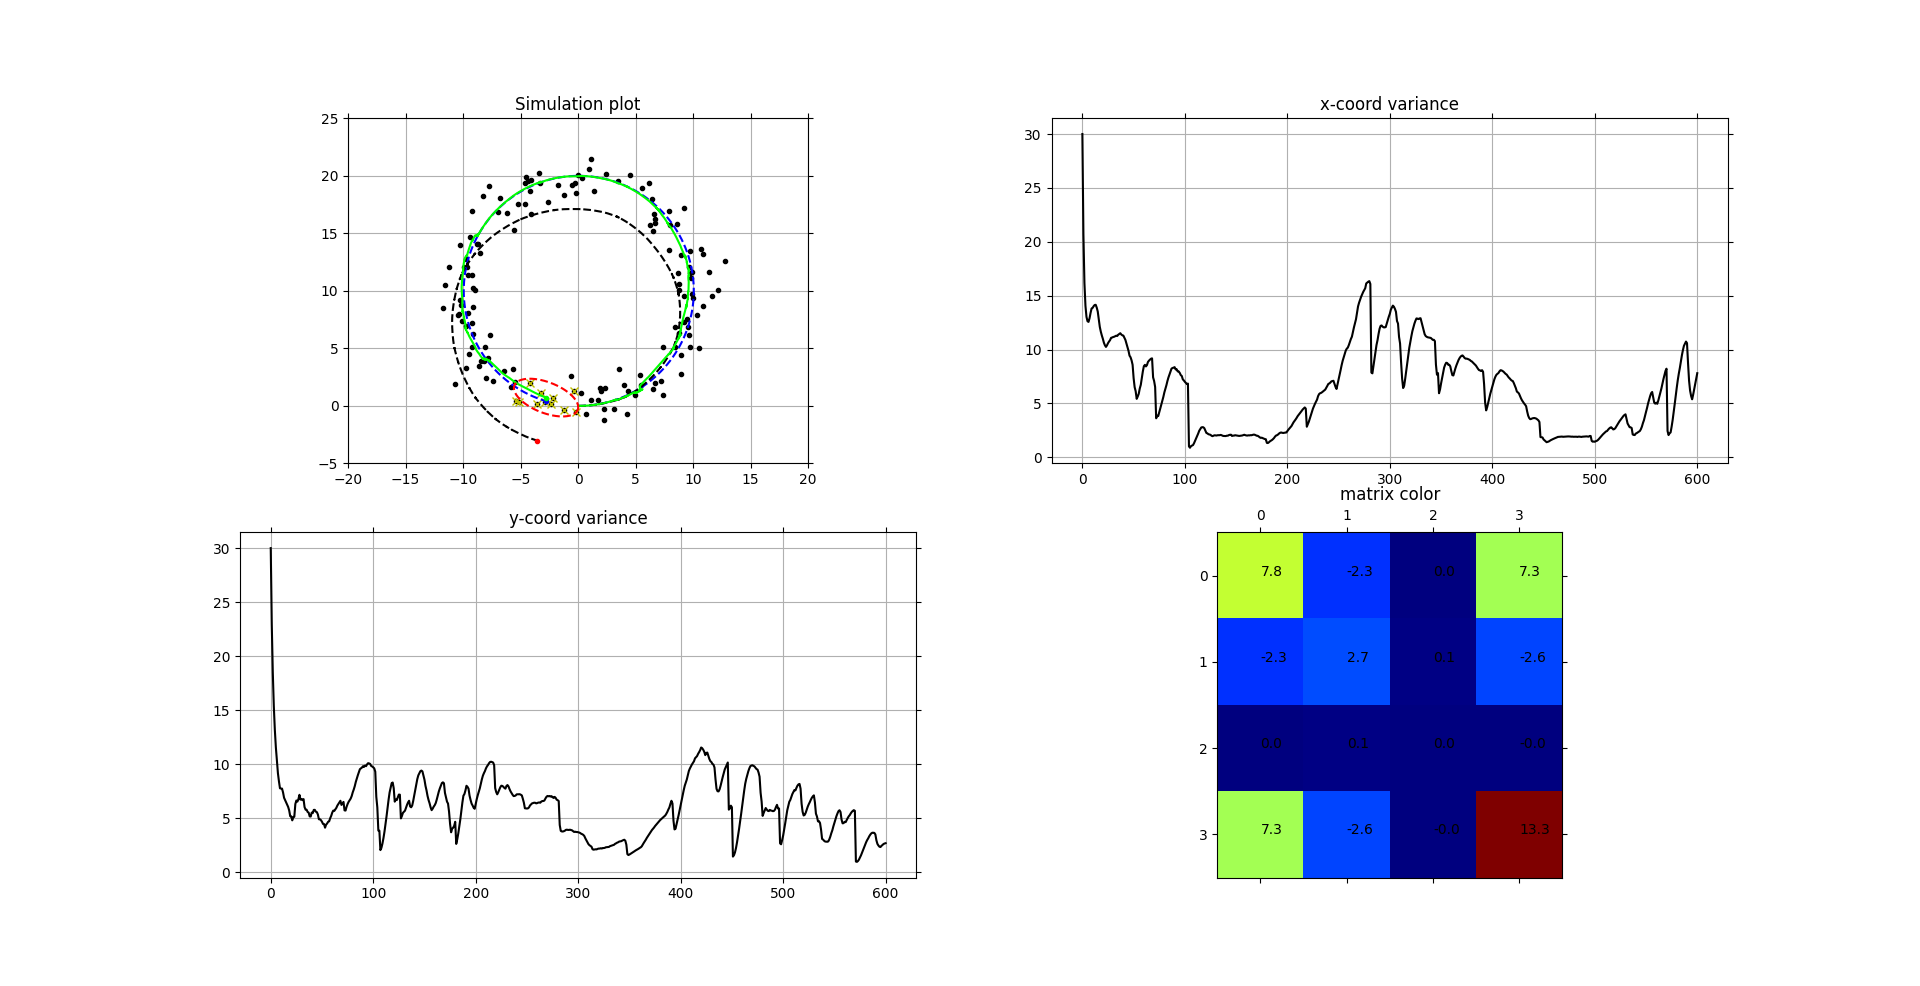 Simulation plot
25
20
15
10
5
0
−5
−20 −15 −10 −5 0 5 10 15 20
x-coord variance
30
25
20
15
10
5
0
0 100 200 300 400 500 600
y-coord variance
30
25
20
15
10
5
0
0 100 200 300 400 500 600
matrix color
0 1 2 3
0 7.8 -2.3 0.0 7.3
1 -2.3 2.7 0.1 -2.6
2 0.0 0.1 0.0 -0.0
3 7.3 -2.6 -0.0 13.3